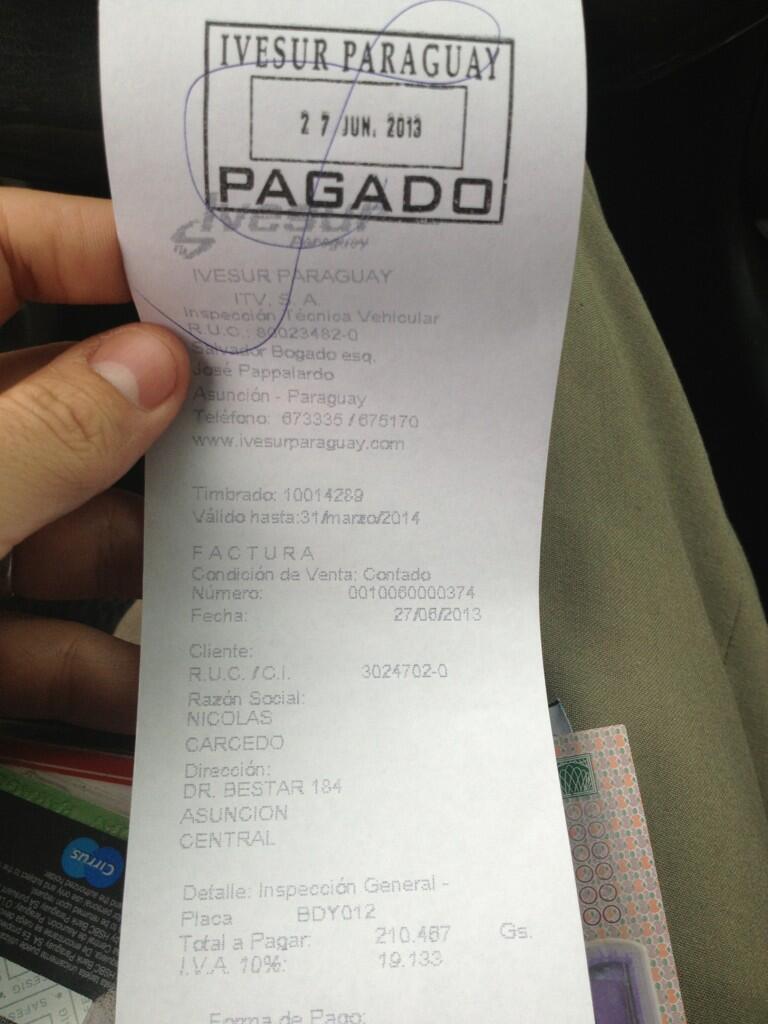 IVESUR PARAGUAY
27 JUN. 2013
PAGADO
Ivesur
Paraguay
IVESUR PARAGUAY
ITV, S. A.
Inspección Técnica Vehicular
R.U.C.: 80023482-0
Salvador Bogado esq.
José Pappalardo
Asunción - Paraguay
Teléfono: 673335 / 675170
www.ivesurparaguay.com
Timbrado: 10014289
Válido hasta:31/marzo/2014
FACTURA
Condición de Venta: Contado
Número: 0010060000374
Fecha: 27/06/2013
Cliente:
R.U.C. / C.I. 3024702-0
Razón Social:
NICOLAS
CARCEDO
Dirección:
DR. BESTAR 184
ASUNCION
CENTRAL
Detalle: Inspección General -
Placa BDY012
Total a Pagar: 210.467 Gs.
I.V.A. 10%: 19.133
Forma de Pago:
Cirrus